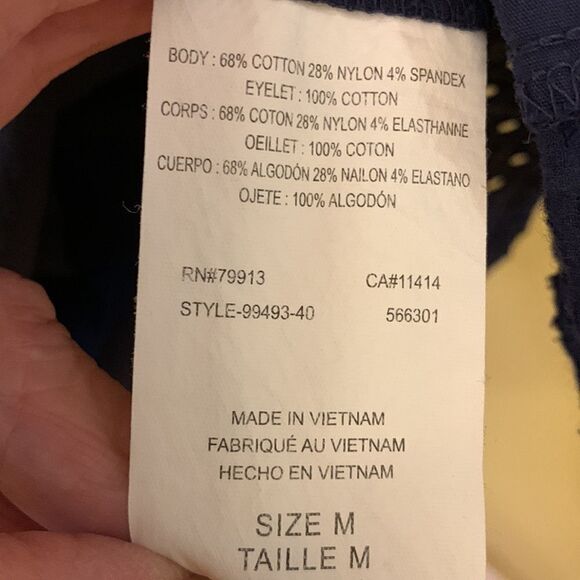 BODY : 68% COTTON 28% NYLON 4% SPANDEX
EYELET : 100% COTTON
CORPS : 68% COTON 28% NYLON 4% ELASTHANNE
OEILLET : 100% COTON
CUERPO : 68% ALGODÓN 28% NAILON 4% ELASTANO
OJETE : 100% ALGODÓN
RN#79913 CA#11414
STYLE-99493-40 566301
MADE IN VIETNAM
FABRIQUÉ AU VIETNAM
HECHO EN VIETNAM
SIZE M
TAILLE M